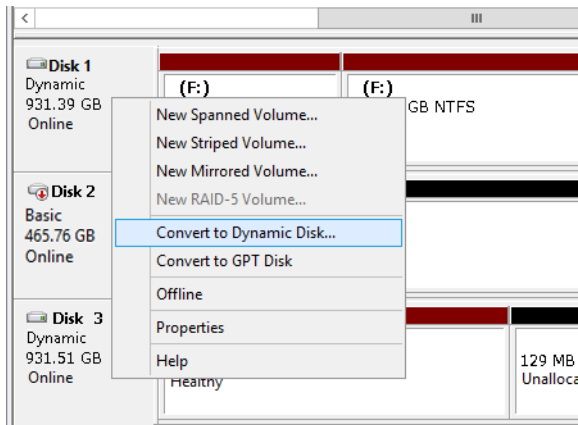 Disk 1
Dynamic
931.39 GB
Online
(F:)
(F:)
GB NTFS
New Spanned Volume...
New Striped Volume...
New Mirrored Volume...
New RAID-5 Volume...
Convert to Dynamic Disk...
Convert to GPT Disk
Offline
Properties
Help
Disk 2
Basic
465.76 GB
Online
Disk 3
Dynamic
931.51 GB
Online
Healthy
129 MB
Unalloca